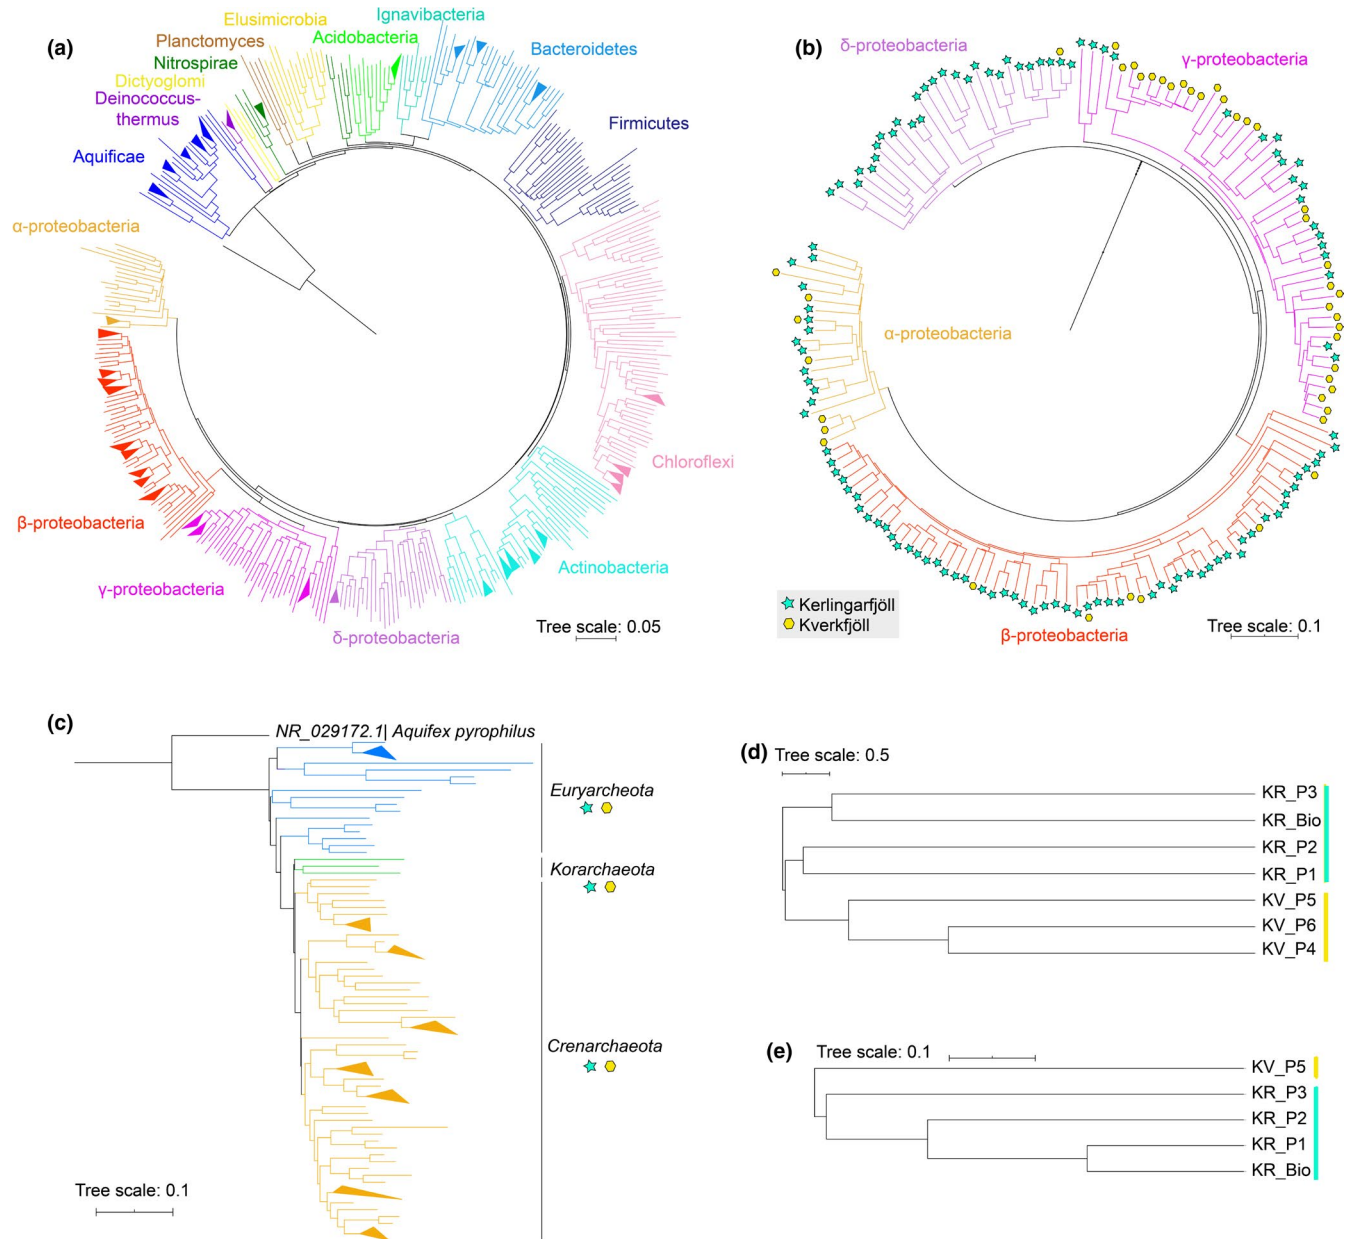 (a)
Elusimicrobia
Ignavibacteria
Planctomyces
Acidobacteria
Bacteroidetes
Nitrospirae
Dictyoglomi
Deinococcus-
thermus
Firmicutes
Aquificae
α-proteobacteria
Chloroflexi
β-proteobacteria
Actinobacteria
γ-proteobacteria
δ-proteobacteria
Tree scale: 0.05
(b)
δ-proteobacteria
γ-proteobacteria
α-proteobacteria
Kerlingarfjöll
Kverkfjöll
β-proteobacteria
Tree scale: 0.1
(c)
NR_029172.1| Aquifex pyrophilus
Euryarcheota
Korarchaeota
Crenarchaeota
Tree scale: 0.1
(d)
Tree scale: 0.5
KR_P3
KR_Bio
KR_P2
KR_P1
KV_P5
KV_P6
KV_P4
(e)
Tree scale: 0.1
KV_P5
KR_P3
KR_P2
KR_P1
KR_Bio